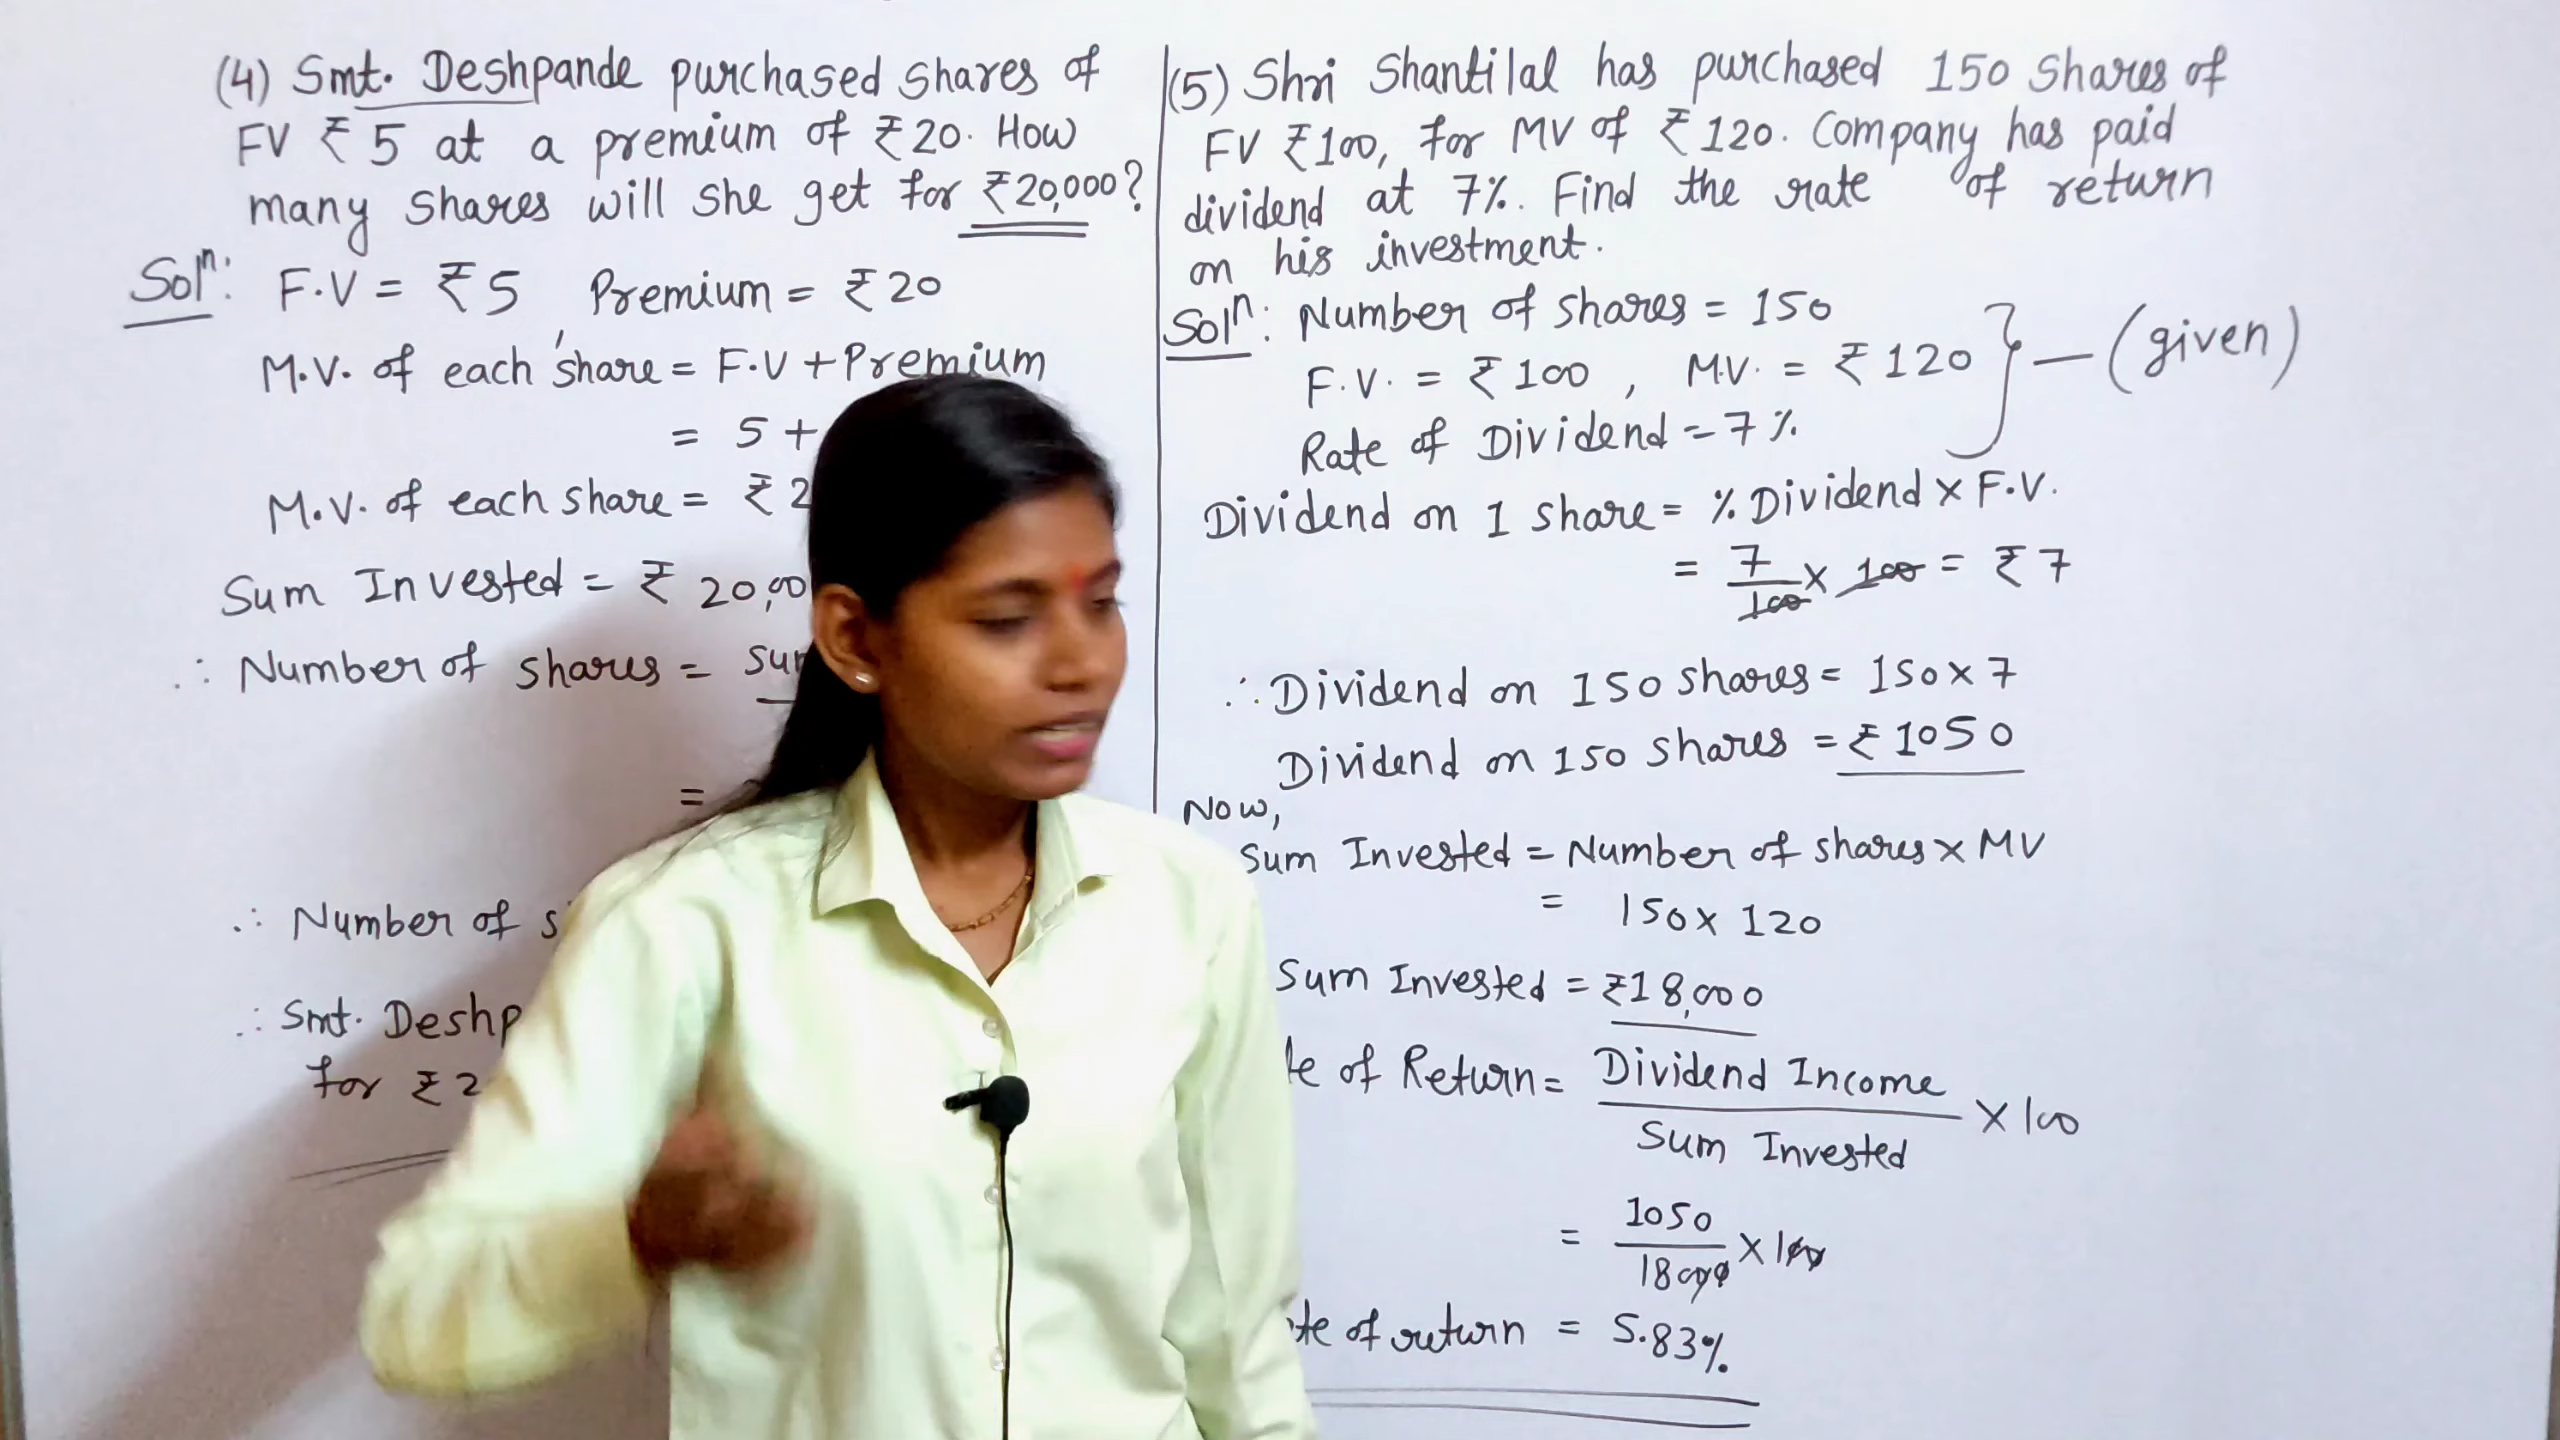 (4) Smt. Deshpande purchased shares of
FV ₹5 at a premium of ₹20. How
many shares will she get for ₹20,000?
Solⁿ: F.V = ₹5, Premium = ₹20
M.V. of each share = F.V + Premium
= 5 +
M.V. of each share = ₹2
Sum Invested = ₹ 20,00
∴ Number of shares =
=
∴ Number of
∴ Smt.
for ₹2
(5) Shri Shantilal has purchased 150 shares of
FV ₹100, for MV of ₹120. Company has paid
dividend at 7%. Find the rate of return
on his investment.
Solⁿ: Number of shares = 150
F.V. = ₹100, M.V. = ₹120 } — (given)
Rate of Dividend = 7%
Dividend on 1 share = % Dividend × F.V.
= 7/100 × 100 = ₹7
∴ Dividend on 150 shares = 150 × 7
Dividend on 150 shares = ₹1050
Now,
Sum Invested = Number of shares × MV
= 150 × 120
Sum Invested = ₹18,000
te of Return = Dividend Income / Sum Invested × 100
= 1050 / 18000 × 100
te of return = 5.83%